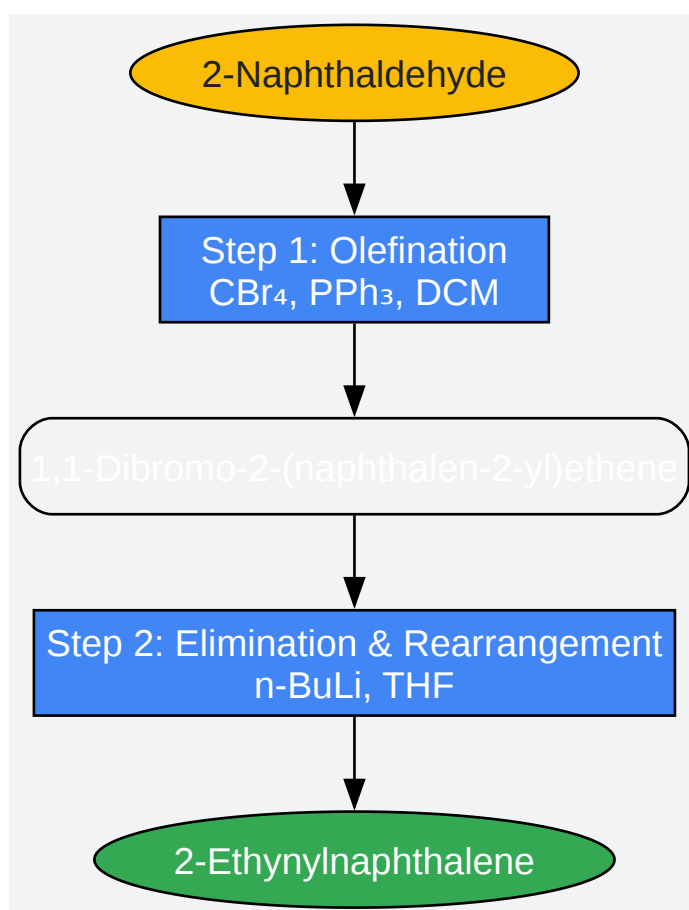 2-Naphthaldehyde
Step 1: Olefination
CBr₄, PPh₃, DCM
1,1-Dibromo-2-(naphthalen-2-yl)ethene
Step 2: Elimination & Rearrangement
n-BuLi, THF
2-Ethynylnaphthalene